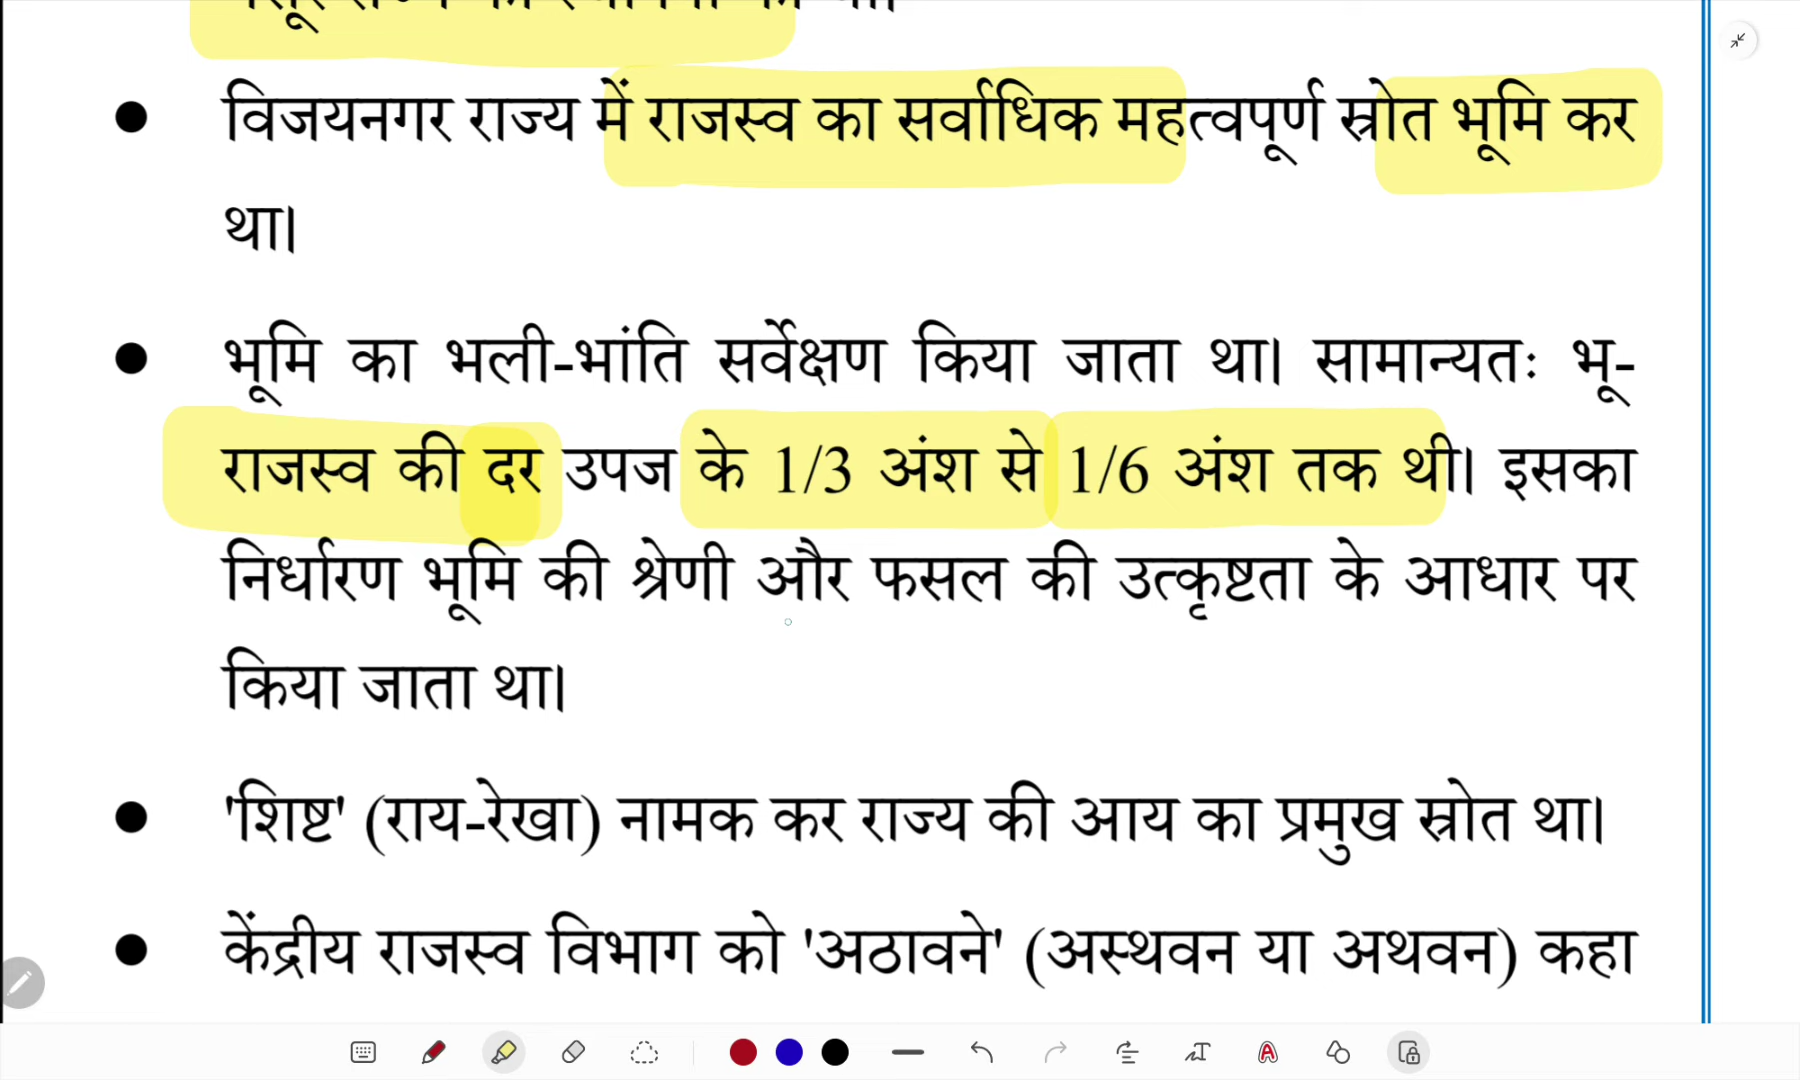 विजयनगर राज्य में राजस्व का सर्वाधिक महत्वपूर्ण स्रोत भूमि कर
था।
भूमि का भली-भांति सर्वेक्षण किया जाता था। सामान्यतः भू-
राजस्व की दर उपज के 1/3 अंश से 1/6 अंश तक थी। इसका
निर्धारण भूमि की श्रेणी और फसल की उत्कृष्टता के आधार पर
किया जाता था।
'शिष्ट' (राय-रेखा) नामक कर राज्य की आय का प्रमुख स्रोत था।
केंद्रीय राजस्व विभाग को 'अठावने' (अस्थवन या अथवन) कहा